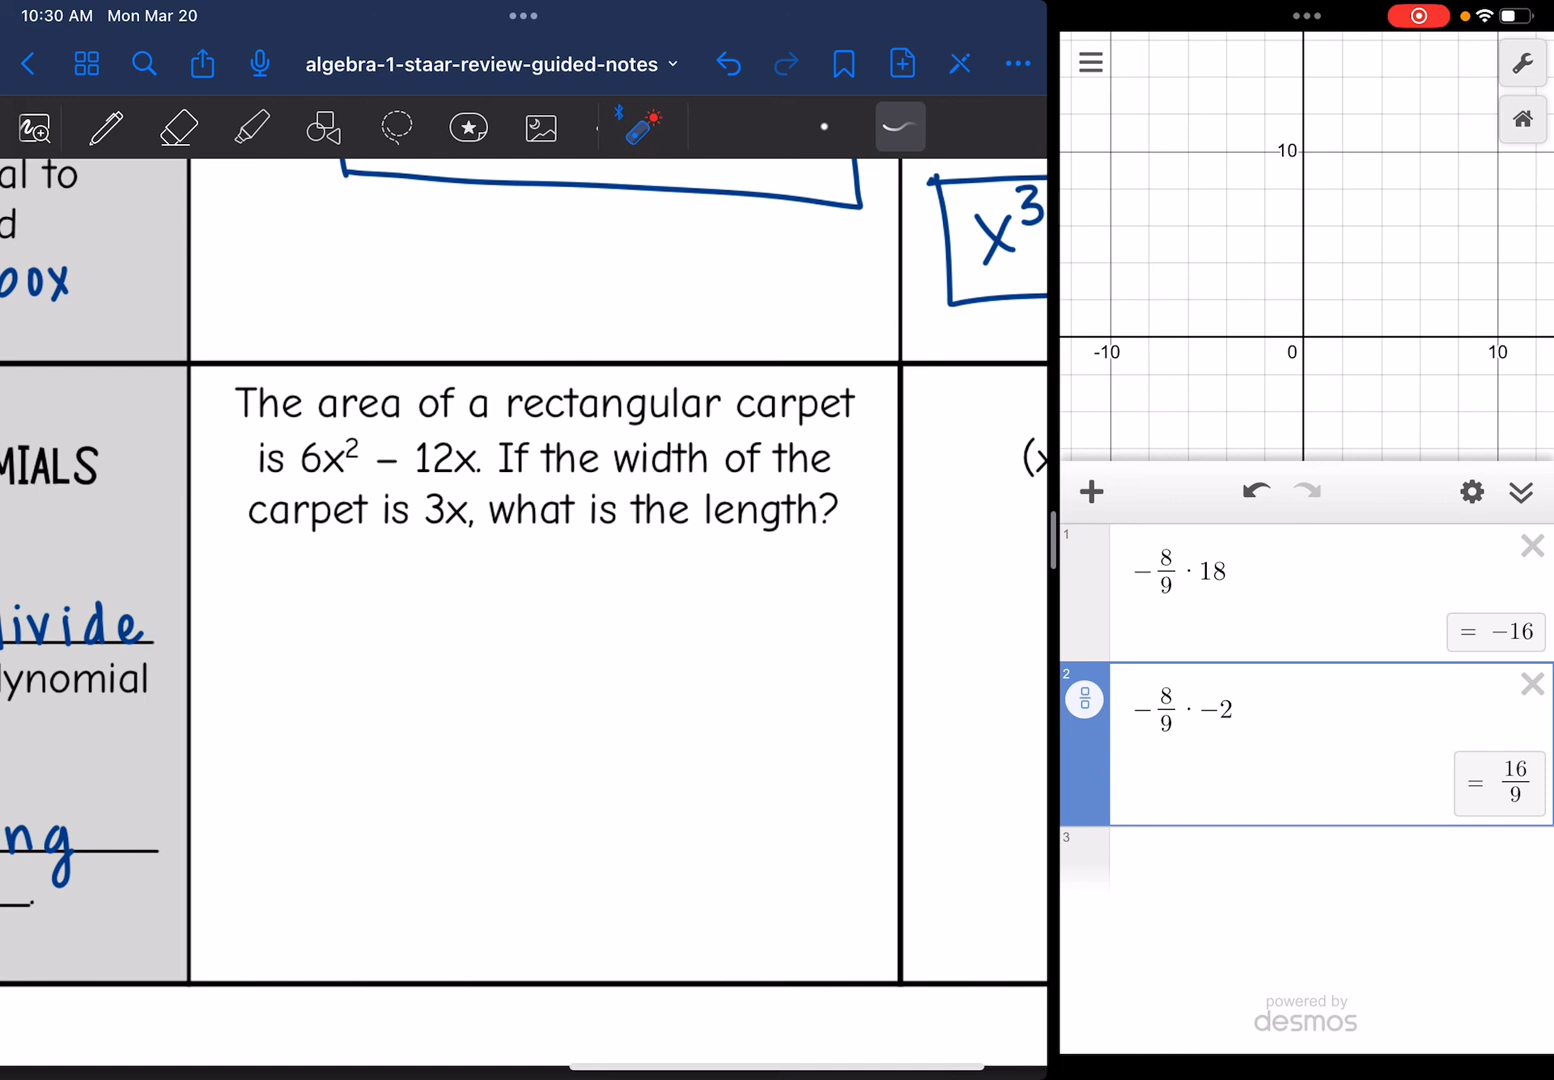 10:30 AM Mon Mar 20
algebra-1-staar-review-guided-notes
al to
d
box
x³
MIALS
The area of a rectangular carpet
is 6x² – 12x. If the width of the
carpet is 3x, what is the length?
(x
divide
lynomial
ng
.
10
-10
0
10
1
-8/9 · 18
= −16
2
-8/9 · −2
= 16/9
3
powered by
desmos